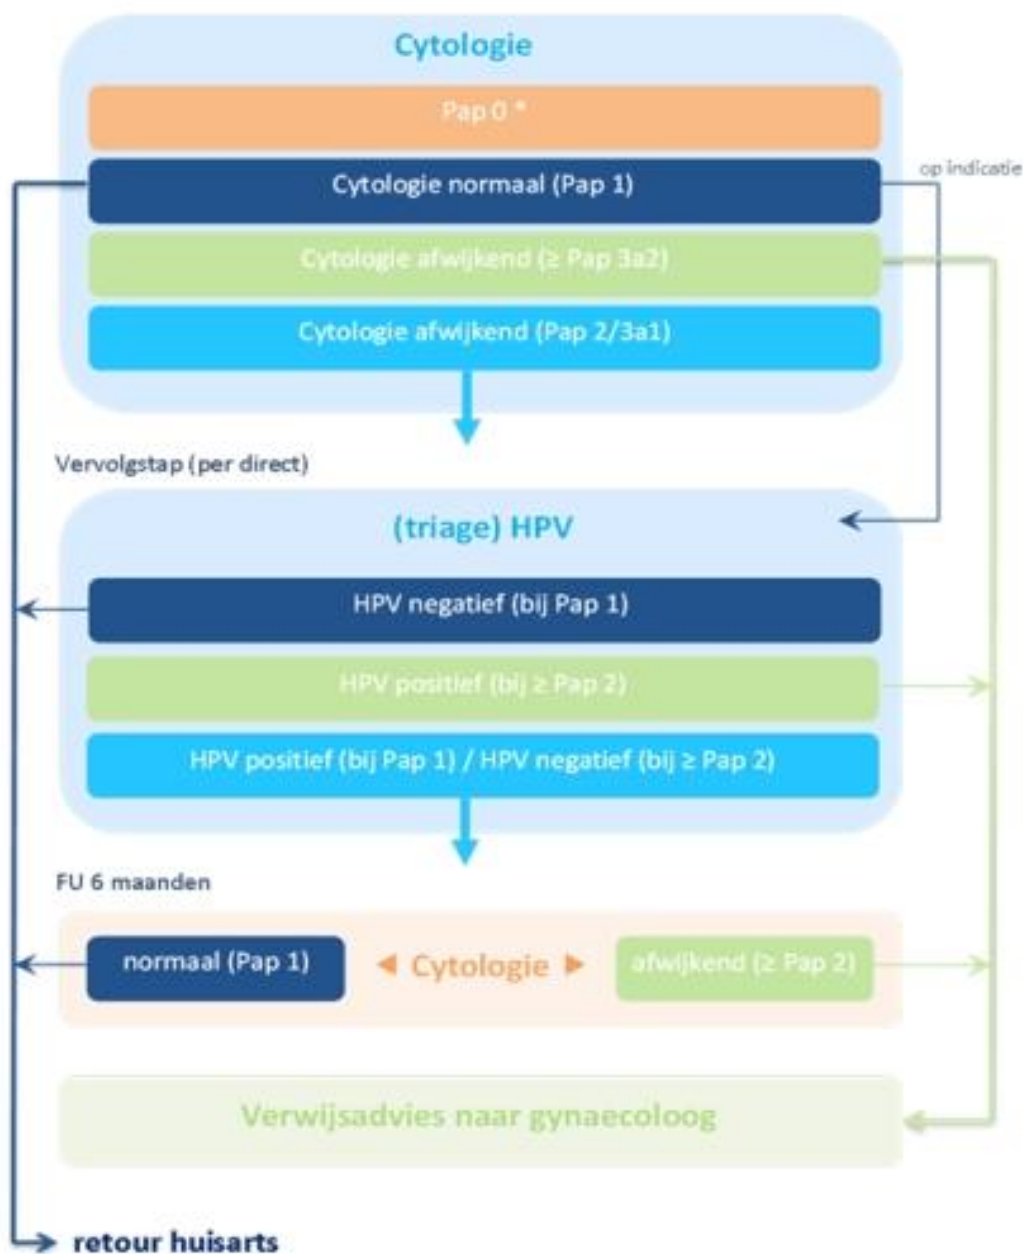 Cytologie
Pap 0 *
Cytologie normaal (Pap 1)
op indicatie
Cytologie afwijkend (≥ Pap 3a2)
Cytologie afwijkend (Pap 2/3a1)
Vervolgstap (per direct)
(triage) HPV
HPV negatief (bij Pap 1)
HPV positief (bij ≥ Pap 2)
HPV positief (bij Pap 1) / HPV negatief (bij ≥ Pap 2)
FU 6 maanden
normaal (Pap 1)
Cytologie
afwijkend (≥ Pap 2)
Verwijsadvies naar gynaecoloog
retour huisarts